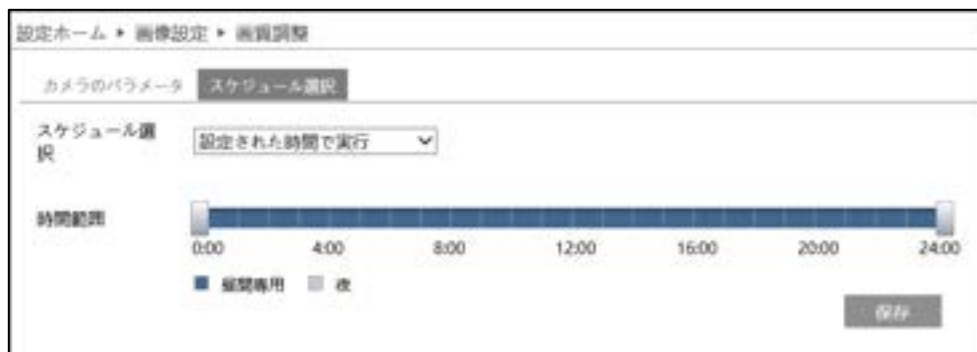 設定ホーム ▸ 画像設定 ▸ 画質調整
カメラのパラメータ スケジュール選択
スケジュール選
択
設定された時間で実行
時間範囲
0:00 4:00 8:00 12:00 16:00 20:00 24:00
昼間専用 夜
保存